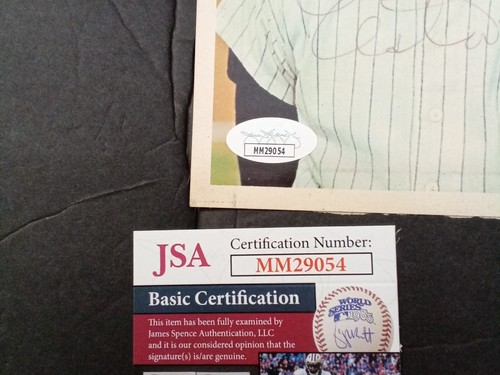 MM29054
JSA
Certification Number:
MM29054
Basic Certification
This item has been fully examined by
James Spence Authentication, LLC
and it is our considered opinion that the
signature(s) is/are genuine.
WORLD
SERIES
1985